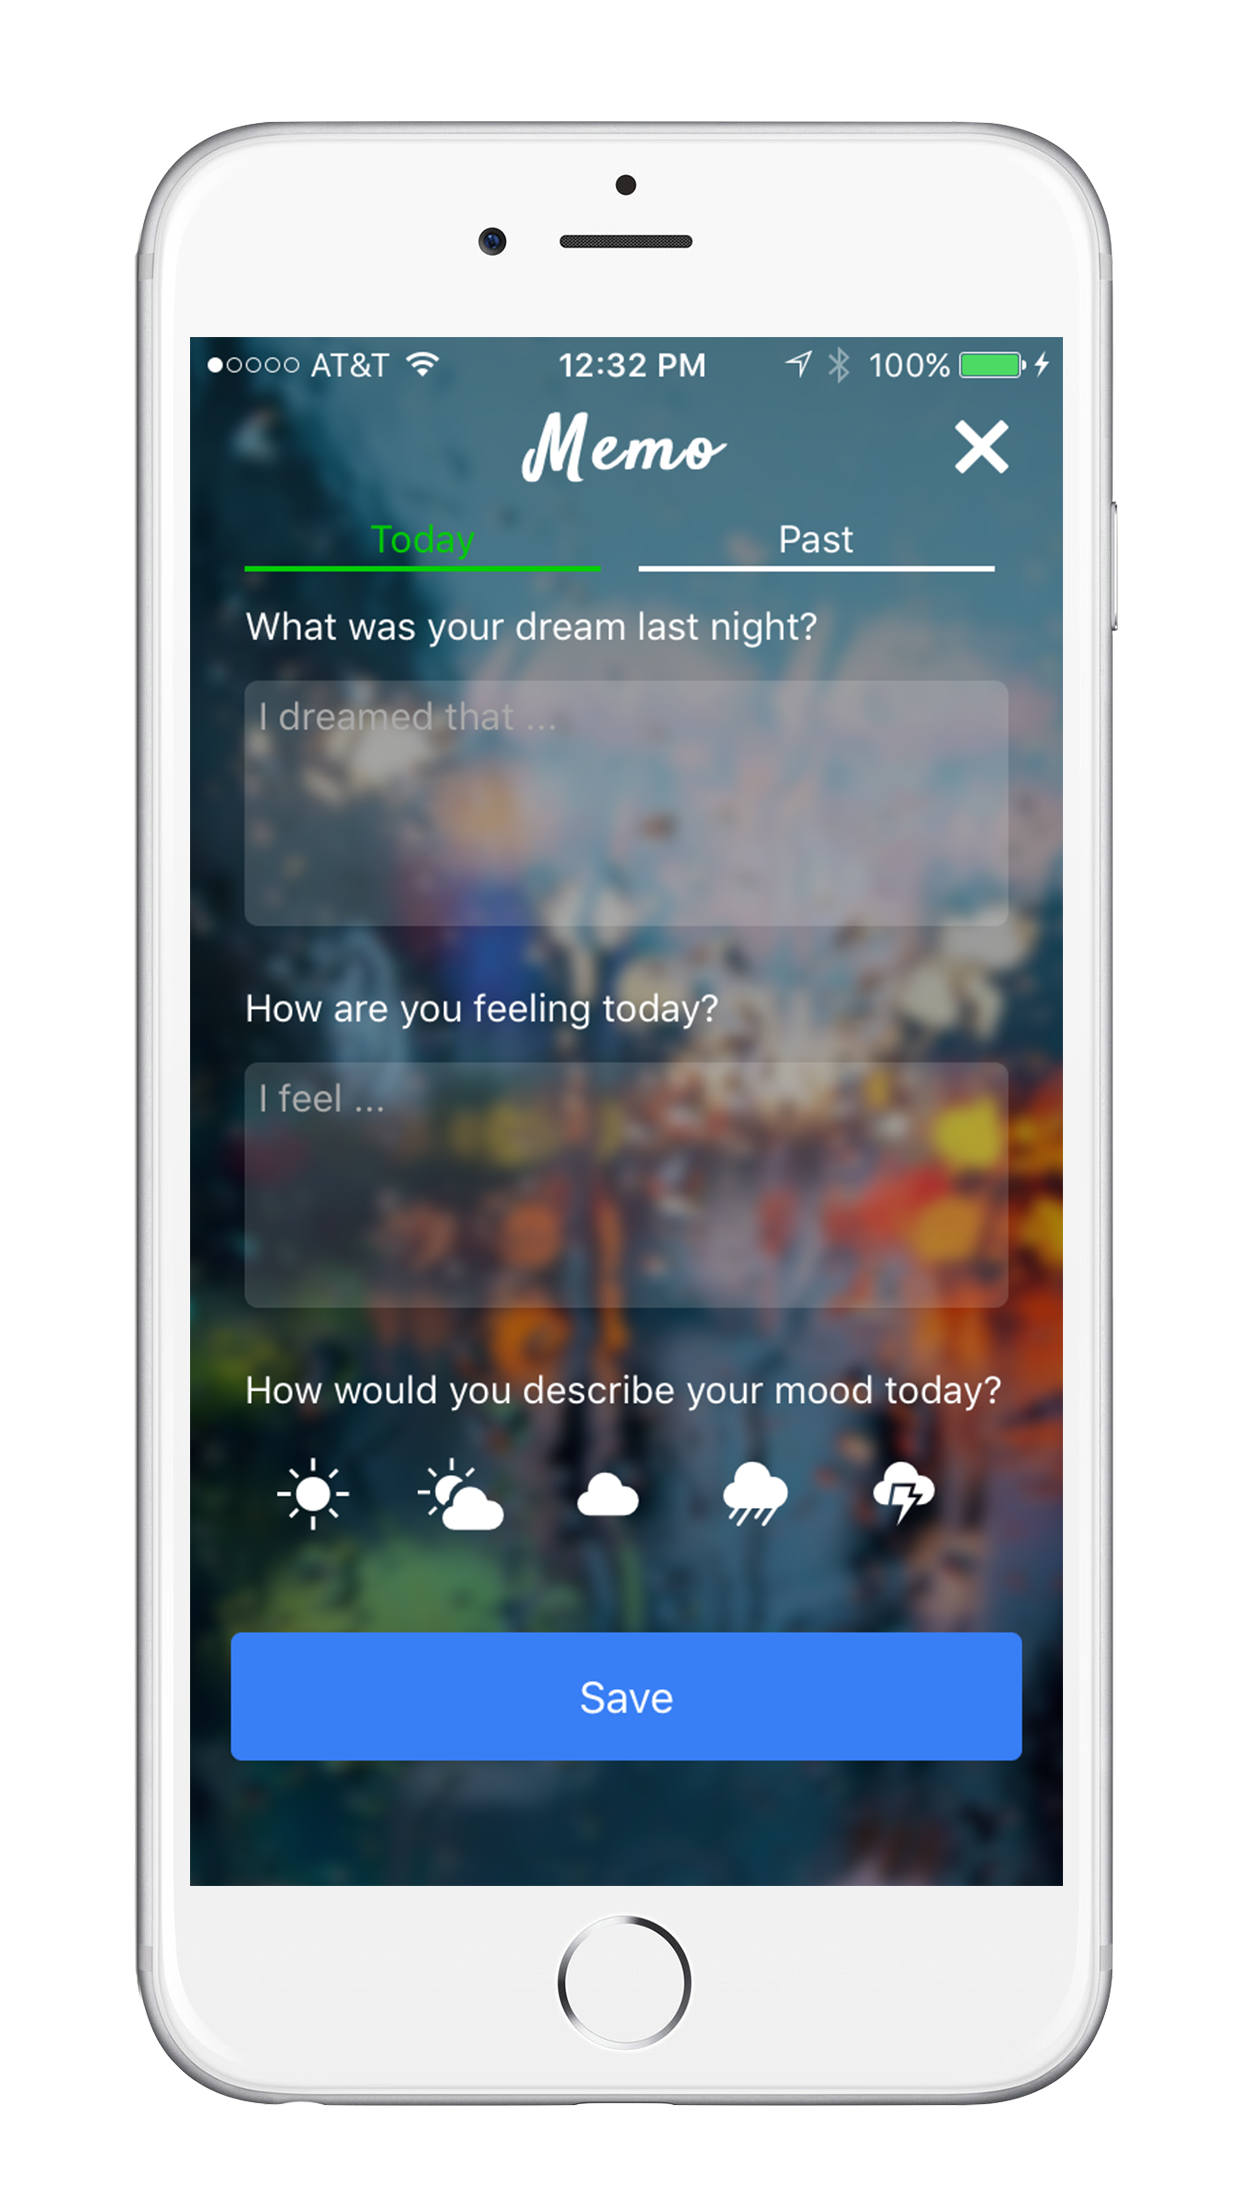 AT&T 12:32 PM 100%
Memo
Today Past
What was your dream last night?
I dreamed that ...
How are you feeling today?
I feel ...
How would you describe your mood today?
Save